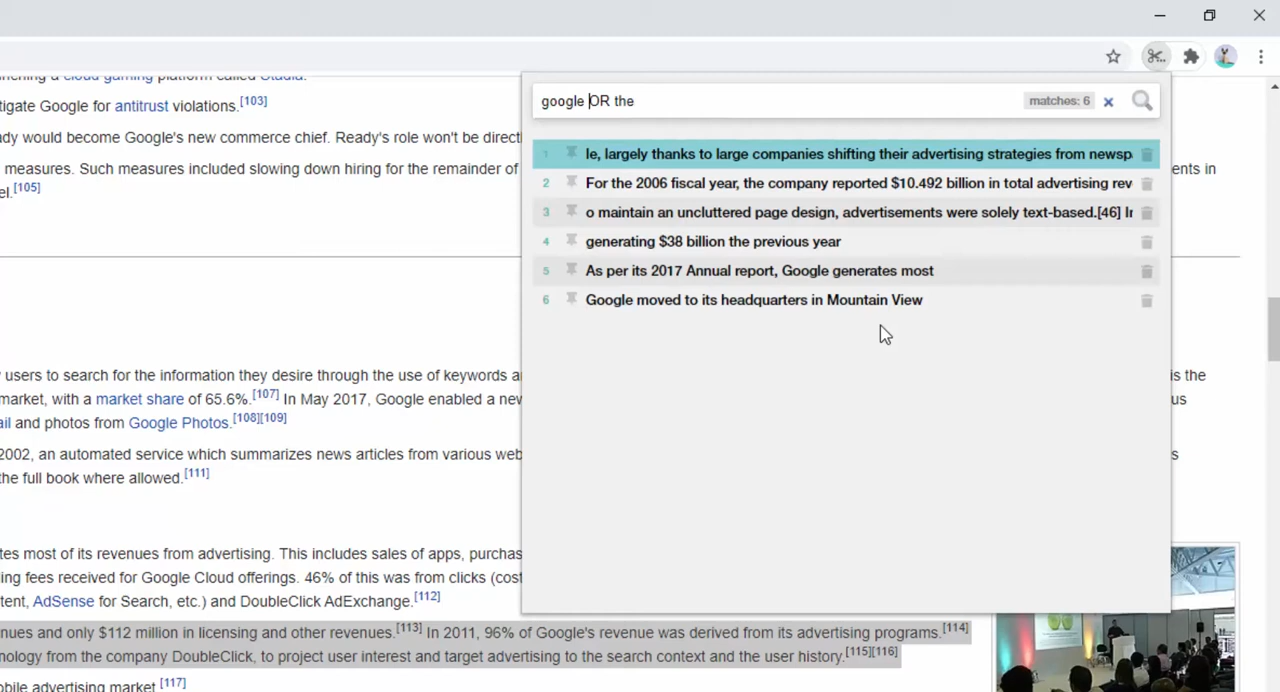 nching a cloud gaming platform called Stadia.
tigate Google for antitrust violations.[103]
ady would become Google's new commerce chief. Ready's role won't be directl
measures. Such measures included slowing down hiring for the remainder of
ents in
el.[105]
google OR the
matches: 6
1 le, largely thanks to large companies shifting their advertising strategies from newsp
2 For the 2006 fiscal year, the company reported $10.492 billion in total advertising rev
3 o maintain an uncluttered page design, advertisements were solely text-based.[46] Ir
4 generating $38 billion the previous year
5 As per its 2017 Annual report, Google generates most
6 Google moved to its headquarters in Mountain View
users to search for the information they desire through the use of keywords a
is the
market, with a market share of 65.6%.[107] In May 2017, Google enabled a new
us
ail and photos from Google Photos.[108][109]
2002, an automated service which summarizes news articles from various web
s
the full book where allowed.[111]
tes most of its revenues from advertising. This includes sales of apps, purchas
ing fees received for Google Cloud offerings. 46% of this was from clicks (cost
tent, AdSense for Search, etc.) and DoubleClick AdExchange.[112]
nues and only $112 million in licensing and other revenues.[113] In 2011, 96% of Google's revenue was derived from its advertising programs.[114]
nology from the company DoubleClick, to project user interest and target advertising to the search context and the user history.[115][116]
obile advertising market.[117]